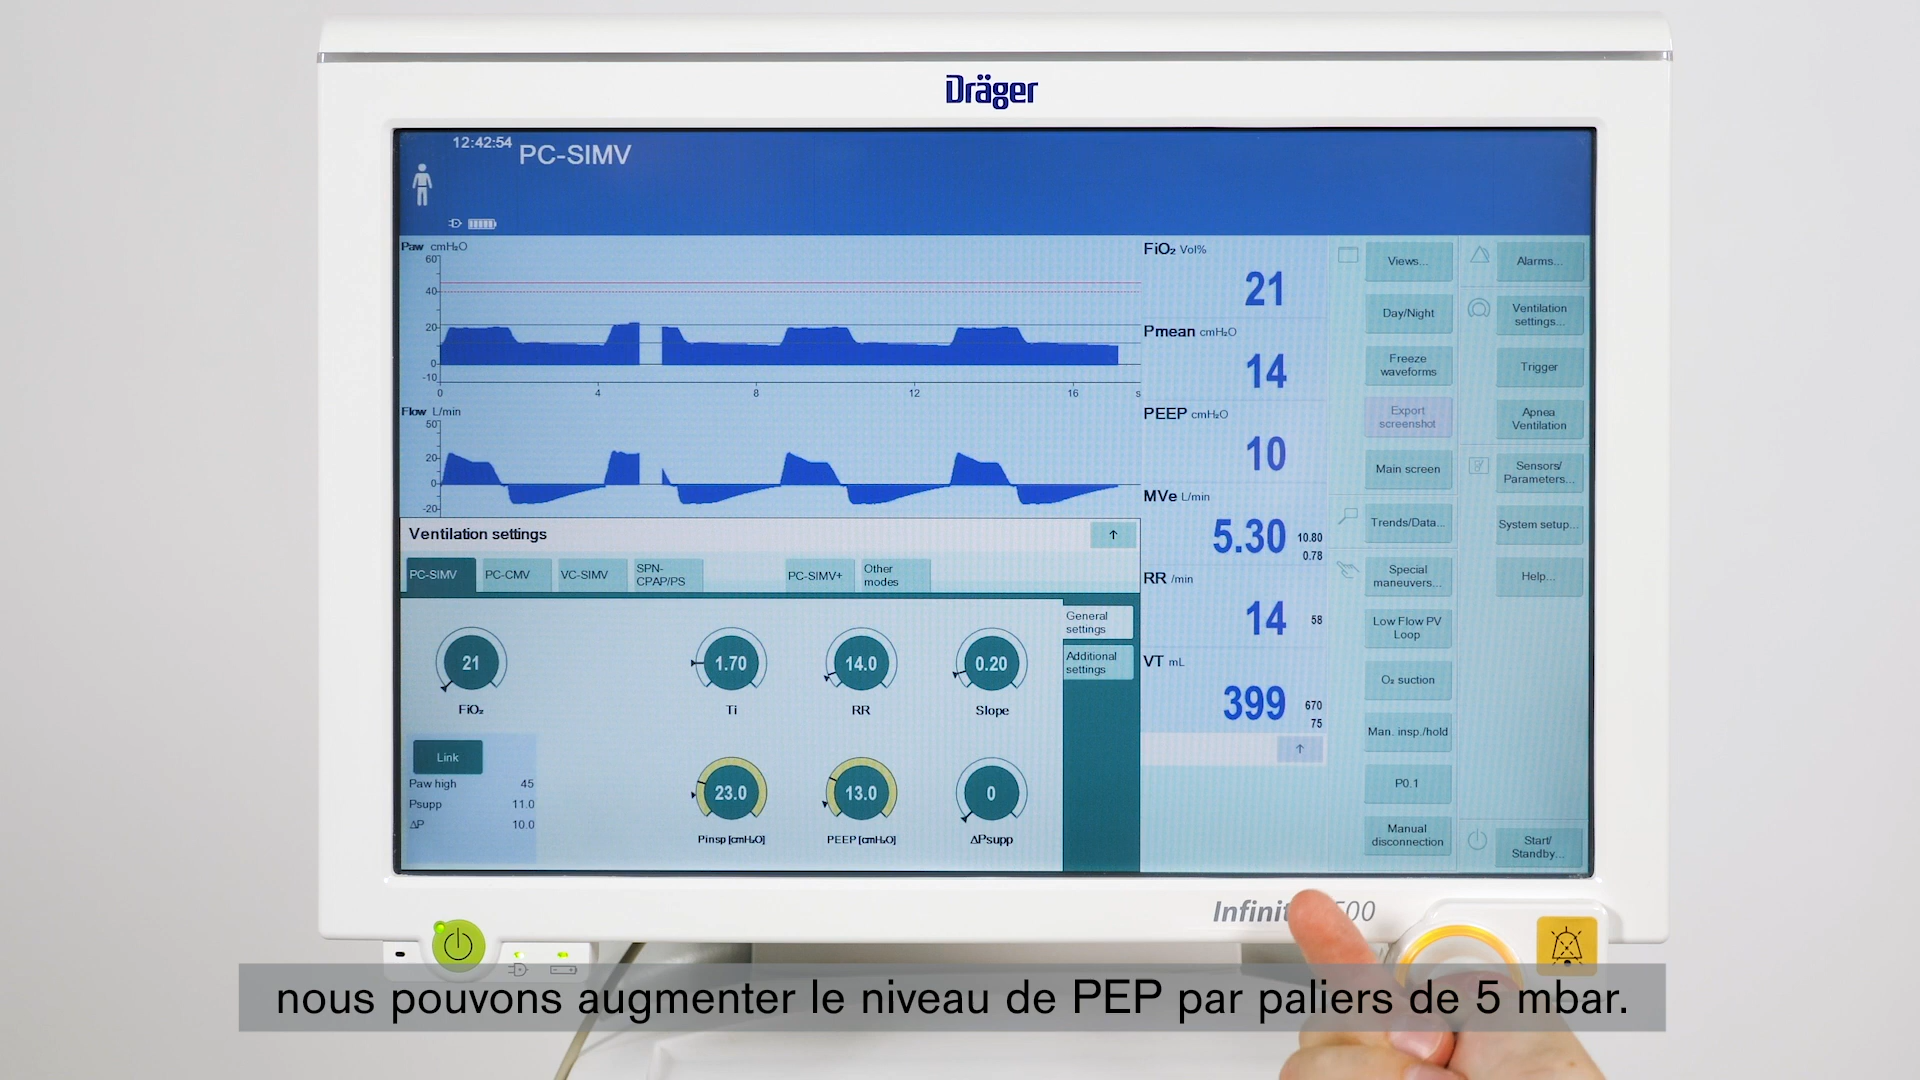 Dräger
12:42:54
PC-SIMV
Paw cmH₂O
60
40
20
0
-10
0 4 8 12 16 s
Flow L/min
50
20
0
-20
Ventilation settings
PC-SIMV
PC-CMV
VC-SIMV
SPN-
CPAP/PS
PC-SIMV+
Other
modes
General
settings
Additional
settings
21
FiO₂
1.70
Ti
14.0
RR
0.20
Slope
Link
Paw high 45
Psupp 11.0
ΔP 10.0
23.0
Pinsp [cmH₂O]
13.0
PEEP [cmH₂O]
0
ΔPsupp
FiO₂ Vol%
21
Pmean cmH₂O
14
PEEP cmH₂O
10
MVe L/min
5.30
10.80
0.78
RR /min
14
58
VT mL
399
670
75
Views...
Day/Night
Freeze
waveforms
Export
screenshot
Main screen
Trends/Data...
Special
maneuvers...
Low Flow PV
Loop
O₂ suction
Man. insp./hold
P0.1
Manual
disconnection
Alarms...
Ventilation
settings...
Trigger
Apnea
Ventilation
Sensors/
Parameters...
System setup...
Help...
Start/
Standby...
nous pouvons augmenter le niveau de PEP par paliers de 5 mbar.